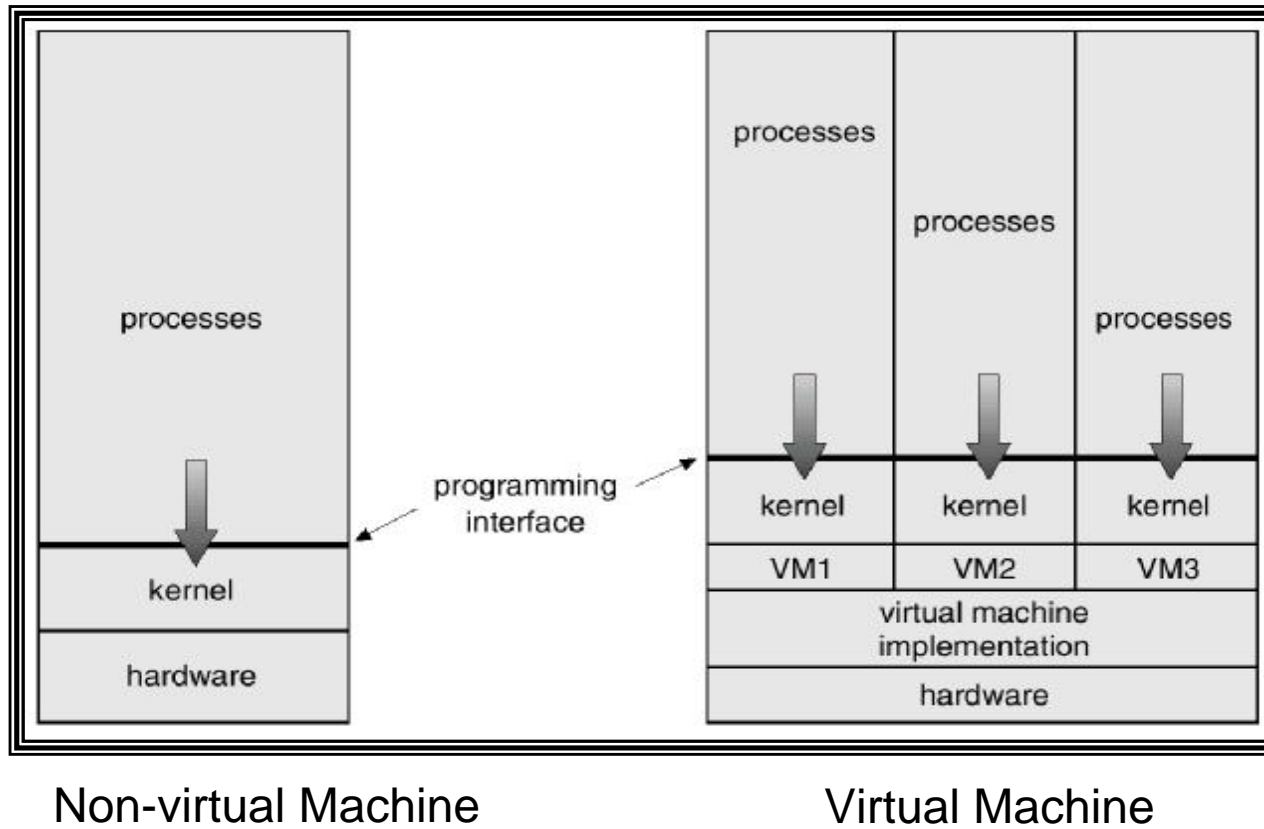 processes
kernel
hardware
programming
interface
processes
processes
processes
kernel kernel kernel
VM1 VM2 VM3
virtual machine
implementation
hardware
Non-virtual Machine
Virtual Machine